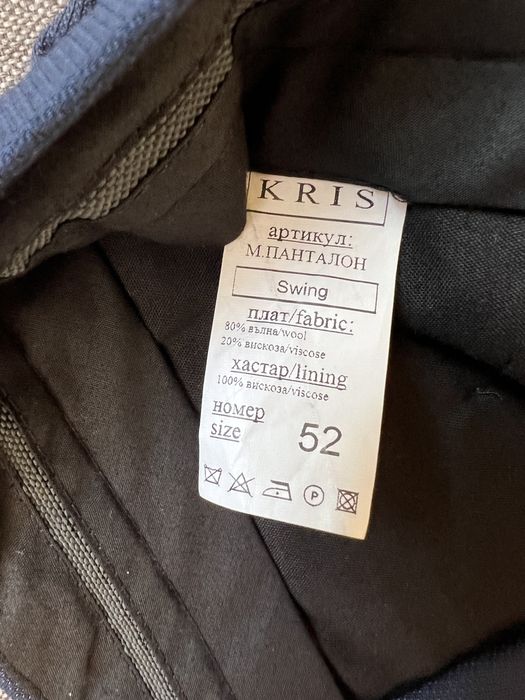 KRIS
артикул:
М.ПАНТАЛОН
Swing
плат/fabric:
80% вълна/wool
20% вискоза/viscose
хастар/lining
100% вискоза/viscose
номер
size 52
P